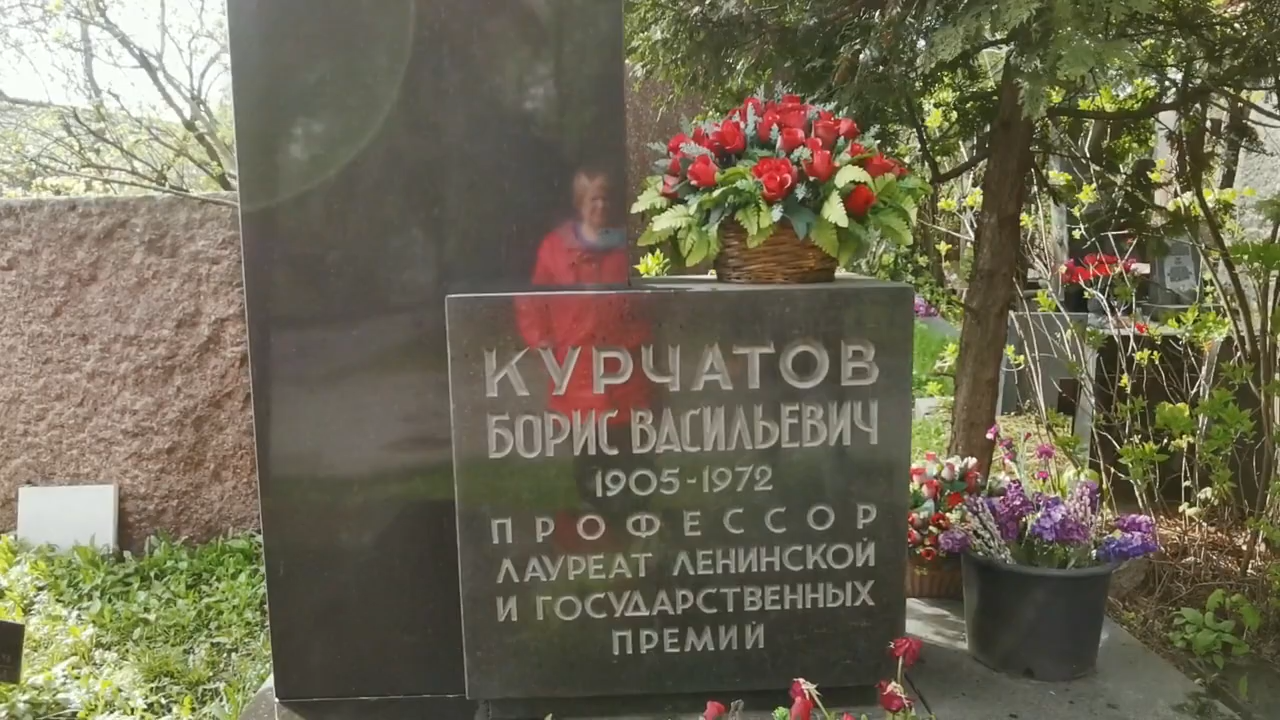 КУРЧАТОВ
БОРИС ВАСИЛЬЕВИЧ
1905-1972
ПРОФЕССОР
ЛАУРЕАТ ЛЕНИНСКОЙ
И ГОСУДАРСТВЕННЫХ
ПРЕМИЙ